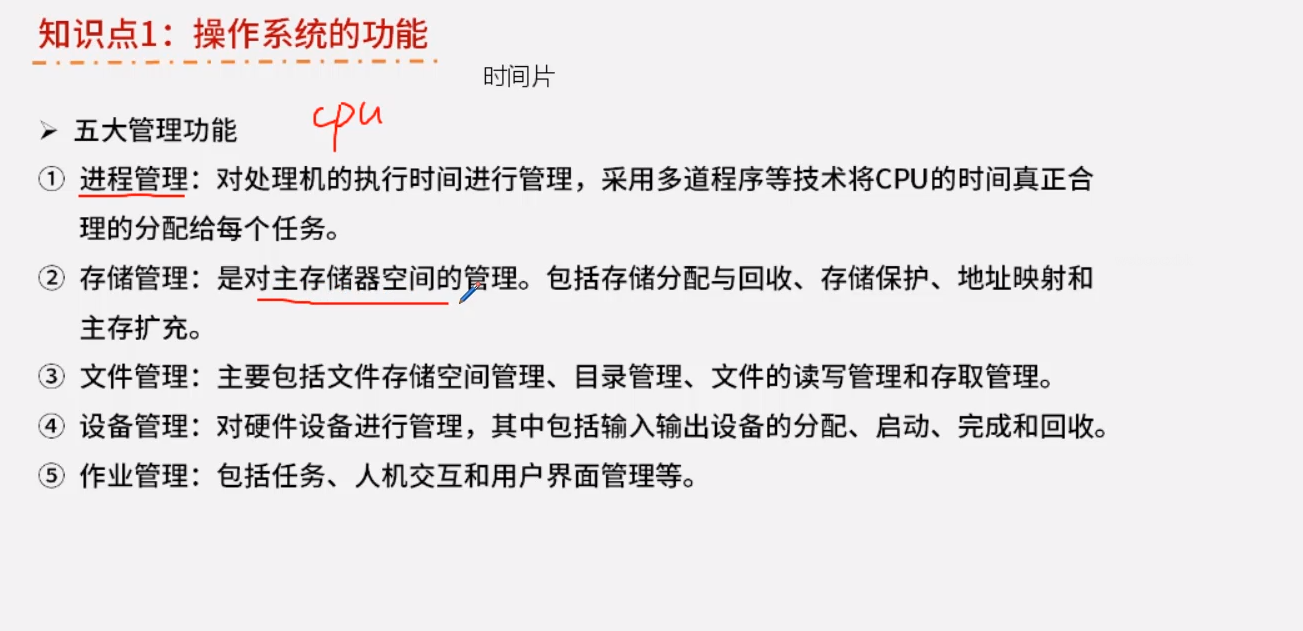 知识点1：操作系统的功能
时间片
cpu
➢ 五大管理功能
① 进程管理：对处理机的执行时间进行管理，采用多道程序等技术将CPU的时间真正合
理的分配给每个任务。
② 存储管理：是对主存储器空间的管理。包括存储分配与回收、存储保护、地址映射和
主存扩充。
③ 文件管理：主要包括文件存储空间管理、目录管理、文件的读写管理和存取管理。
④ 设备管理：对硬件设备进行管理，其中包括输入输出设备的分配、启动、完成和回收。
⑤ 作业管理：包括任务、人机交互和用户界面管理等。